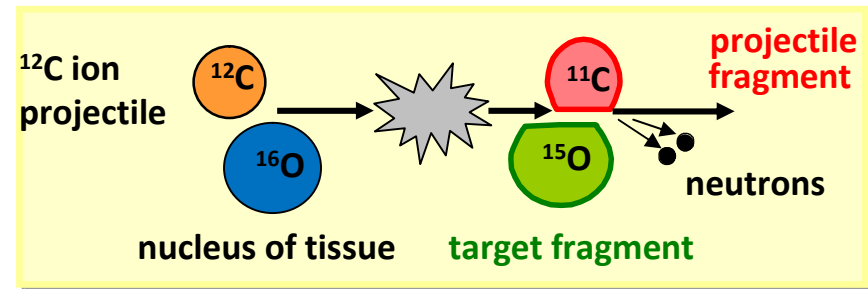 ¹²C ion
projectile
¹²C
¹⁶O
nucleus of tissue
¹¹C
¹⁵O
target fragment
projectile
fragment
neutrons